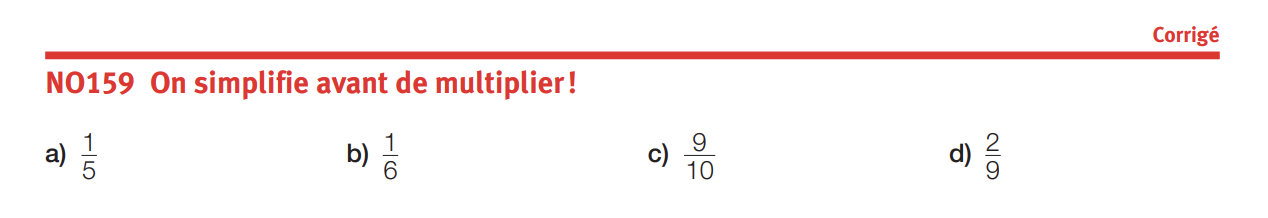 Corrigé
NO159 On simplifie avant de multiplier !
a) 1/5 b) 1/6 c) 9/10 d) 2/9